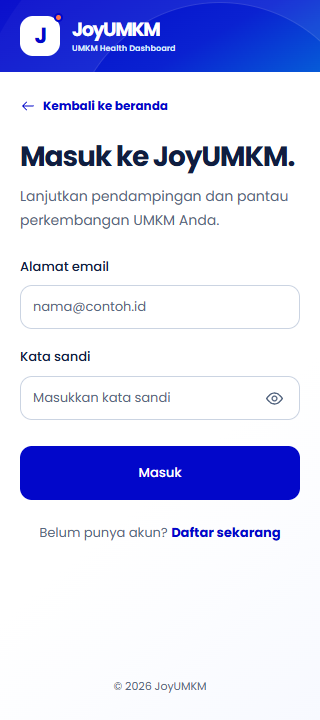 J
JoyUMKM
UMKM Health Dashboard
Kembali ke beranda
Masuk ke JoyUMKM.
Lanjutkan pendampingan dan pantau
perkembangan UMKM Anda.
Alamat email
nama@contoh.id
Kata sandi
Masukkan kata sandi
Masuk
Belum punya akun? Daftar sekarang
© 2026 JoyUMKM